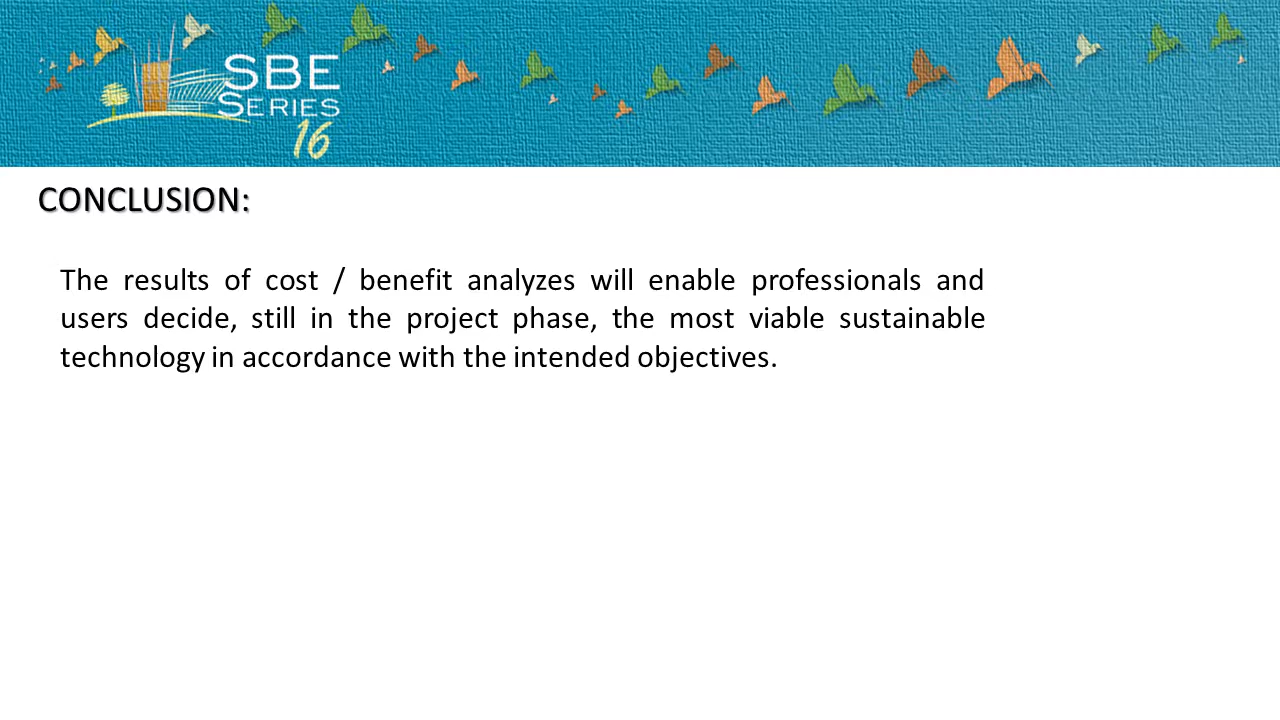 SBE
SERIES
16
CONCLUSION:
The results of cost / benefit analyzes will enable professionals and
users decide, still in the project phase, the most viable sustainable
technology in accordance with the intended objectives.